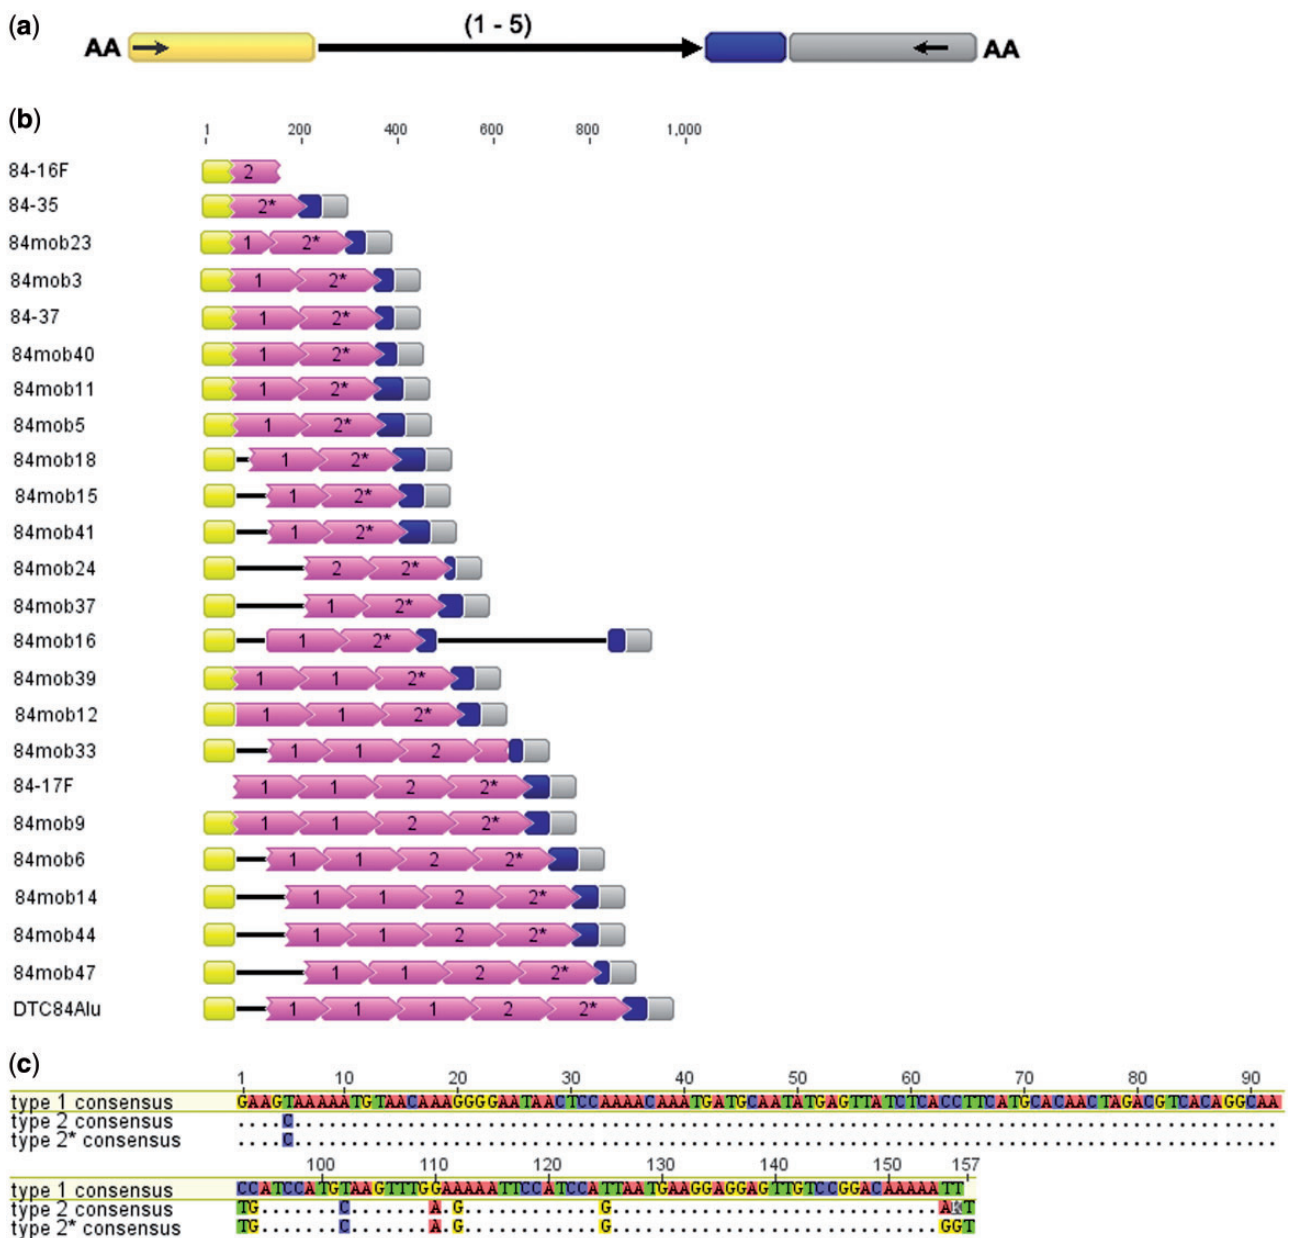 (a)
(1 - 5)
AA AA
(b)
1 200 400 600 800 1,000
84-16F 2
84-35 2*
84mob23 1 2*
84mob3 1 2*
84-37 1 2*
84mob40 1 2*
84mob11 1 2*
84mob5 1 2*
84mob18 1 2*
84mob15 1 2*
84mob41 1 2*
84mob24 2 2*
84mob37 1 2*
84mob16 1 2*
84mob39 1 1 2*
84mob12 1 1 2*
84mob33 1 1 2
84-17F 1 1 2 2*
84mob9 1 1 2 2*
84mob6 1 1 2 2*
84mob14 1 1 2 2*
84mob44 1 1 2 2*
84mob47 1 1 2 2*
DTC84Alu 1 1 1 2 2*
(c)
1 10 20 30 40 50 60 70 80 90
type 1 consensus GAAGTAAAAATGTAACAAAGGGGAATAACTCCAAAACAAATGATGCAATATGAGTTATCTCACCTTCATGCACAACTAGACGTCACAGGCAA
type 2 consensus ....C.......................................................................................
type 2* consensus ....C.......................................................................................
100 110 120 130 140 150 157
type 1 consensus CCATCCATGTAAGTTTGGAAAAATTCCATCCATTAATGAAGGAGGAGTTGTCCGGACAAAAATT
type 2 consensus TG.......C.......A.G............G.............................AKT
type 2* consensus TG.......C.......A.G............G.............................GGT